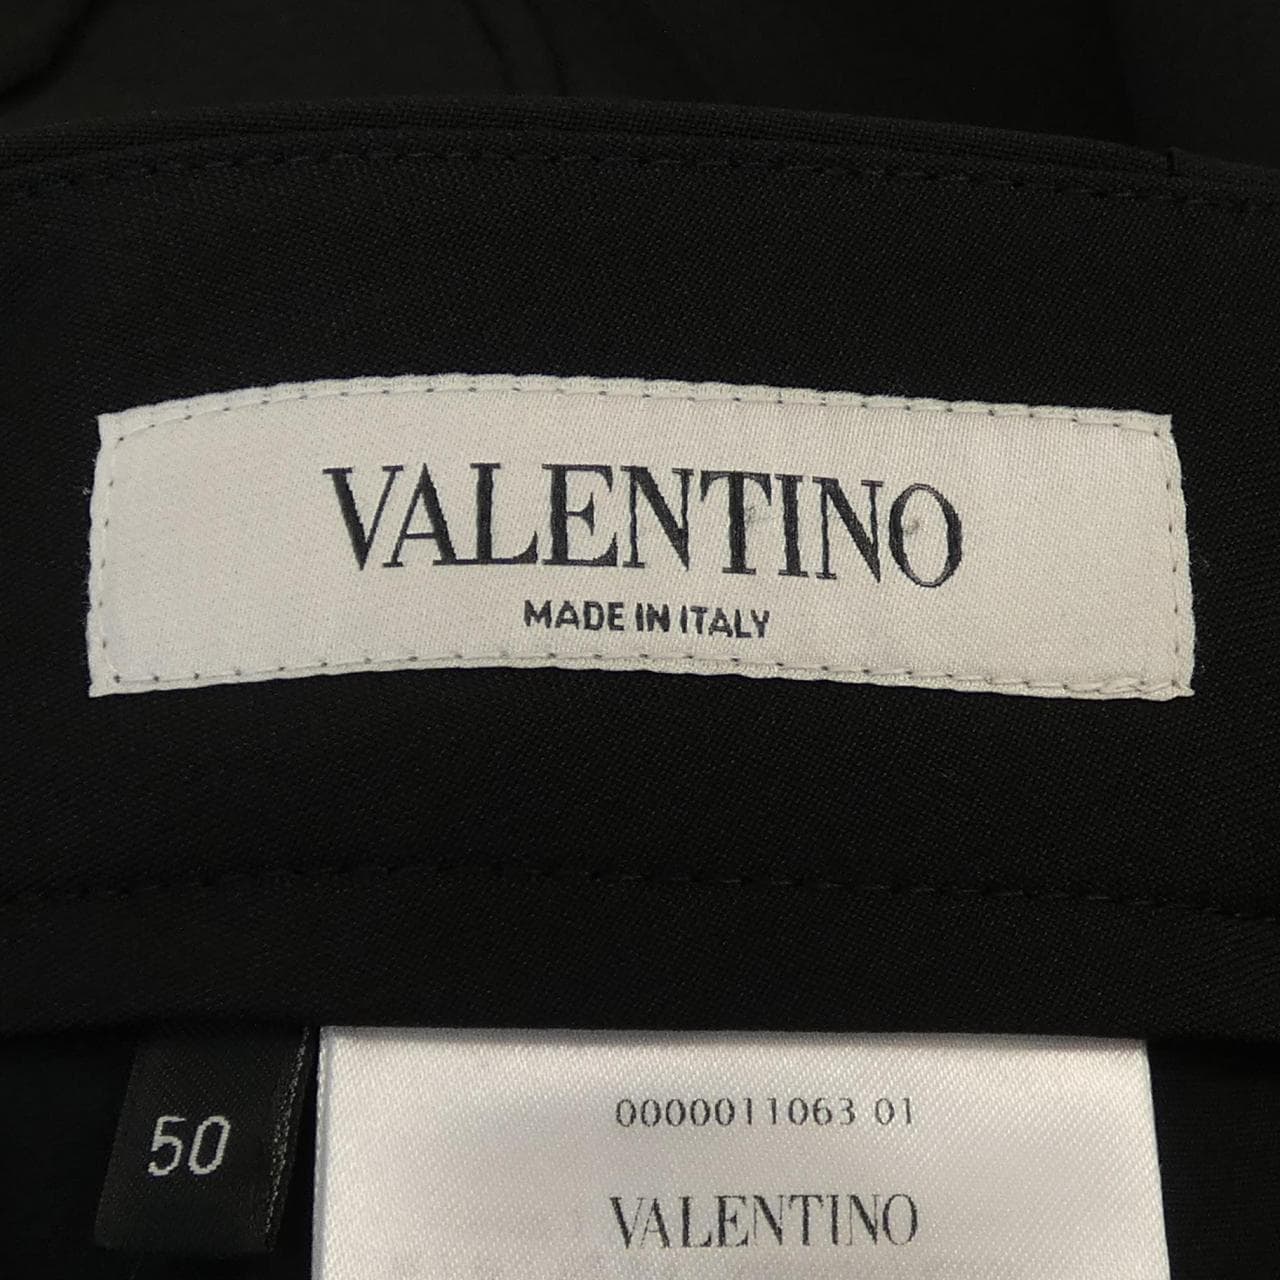 VALENTINO
MADE IN ITALY
50
0000011063 01
VALENTINO